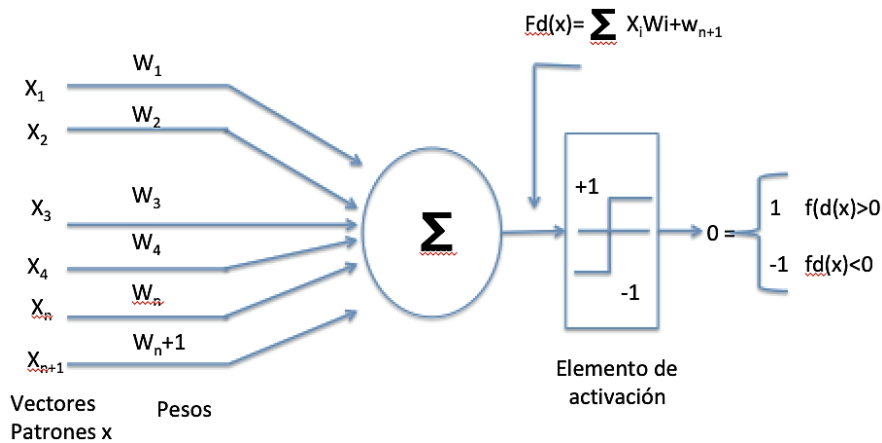 Fd(x)= Σ XᵢWi+wₙ₊₁
W₁
X₁
W₂
X₂
W₃
X₃
W₄
X₄
Wₙ
Xₙ
Wₙ+1
Xₙ₊₁
Vectores
Patrones x
Pesos
Σ
+1
-1
Elemento de
activación
0 =
1 f(d(x)>0
-1 fd(x)<0